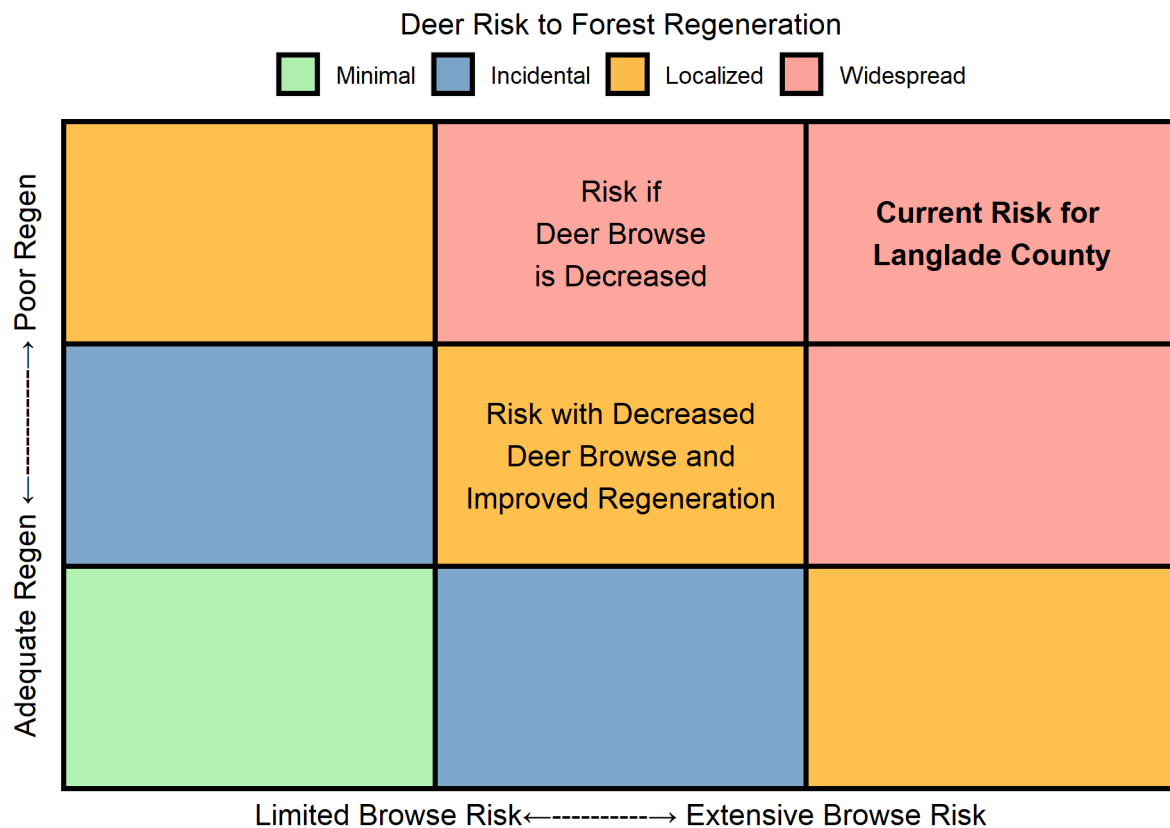 Deer Risk to Forest Regeneration
Minimal
Incidental
Localized
Widespread
Adequate Regen ←-----------→ Poor Regen
Risk if
Deer Browse
is Decreased
Current Risk for
Langlade County
Risk with Decreased
Deer Browse and
Improved Regeneration
Limited Browse Risk←----------→ Extensive Browse Risk